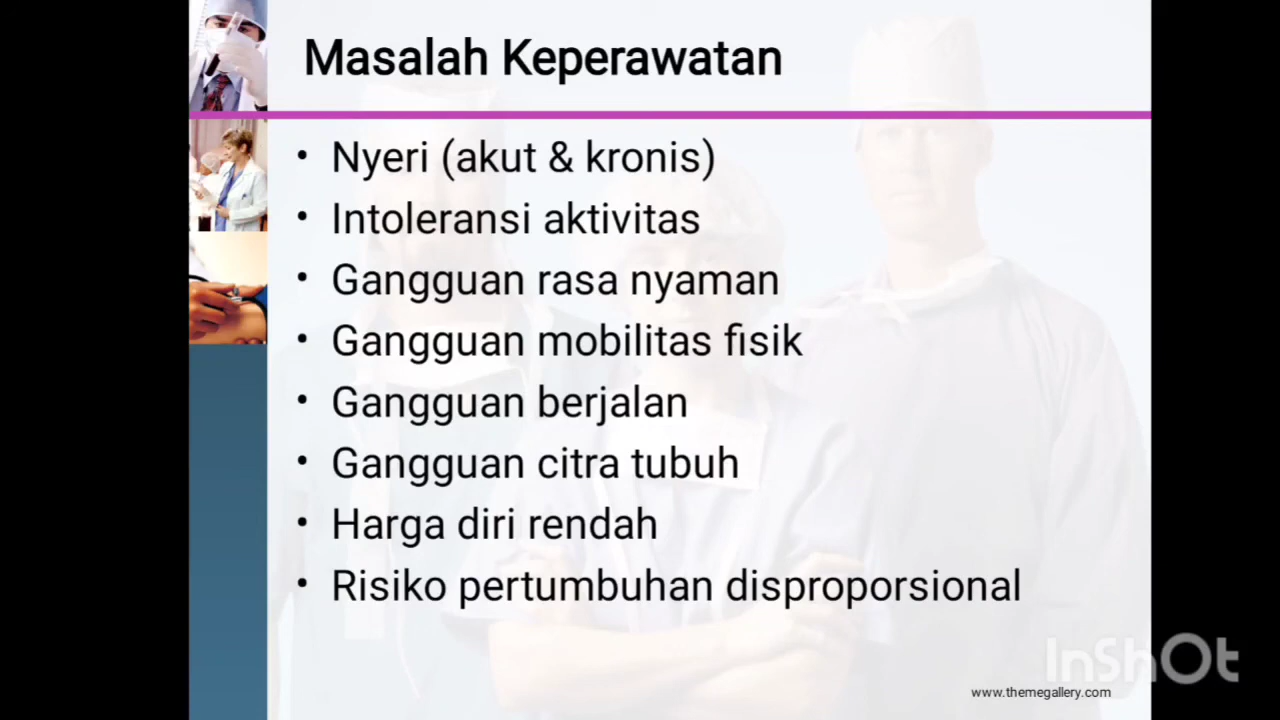 Masalah Keperawatan
• Nyeri (akut & kronis)
• Intoleransi aktivitas
• Gangguan rasa nyaman
• Gangguan mobilitas fisik
• Gangguan berjalan
• Gangguan citra tubuh
• Harga diri rendah
• Risiko pertumbuhan disproporsional
InShOt
www.themegallery.com